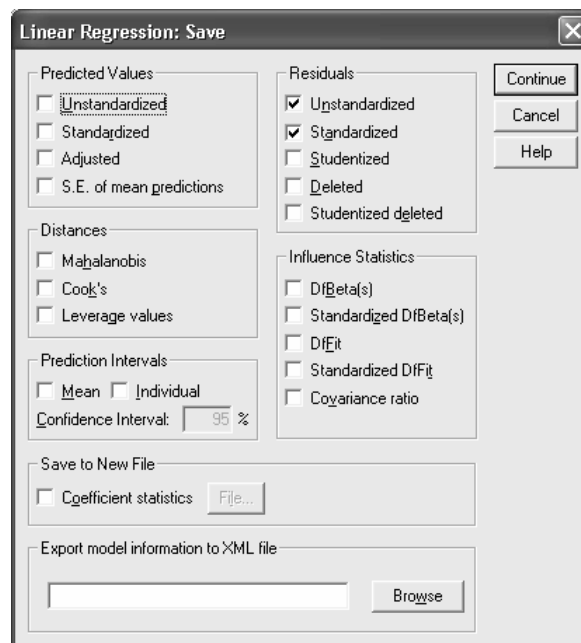 Linear Regression: Save
Predicted Values
Unstandardized
Standardized
Adjusted
S.E. of mean predictions
Distances
Mahalanobis
Cook's
Leverage values
Prediction Intervals
Mean Individual
Confidence Interval: 95 %
Residuals
Unstandardized
Standardized
Studentized
Deleted
Studentized deleted
Influence Statistics
DfBeta(s)
Standardized DfBeta(s)
DfFit
Standardized DfFit
Covariance ratio
Continue
Cancel
Help
Save to New File
Coefficient statistics File...
Export model information to XML file
Browse